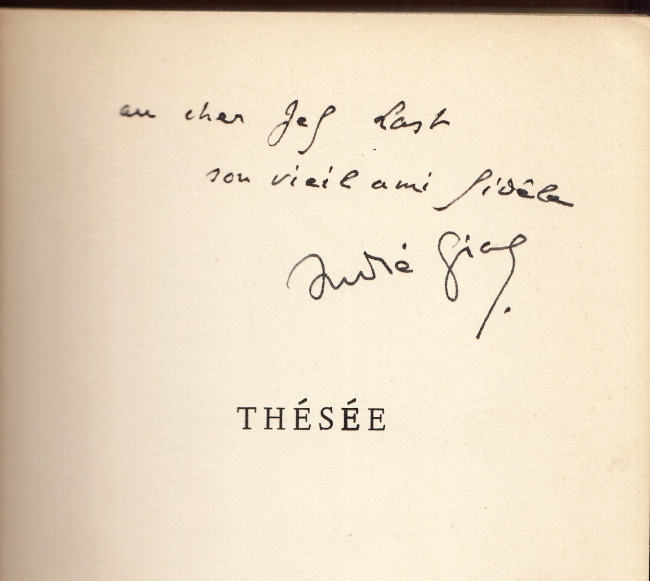 au cher Jef Last
son vieil ami fidèle
André Gide
THÉSÉE